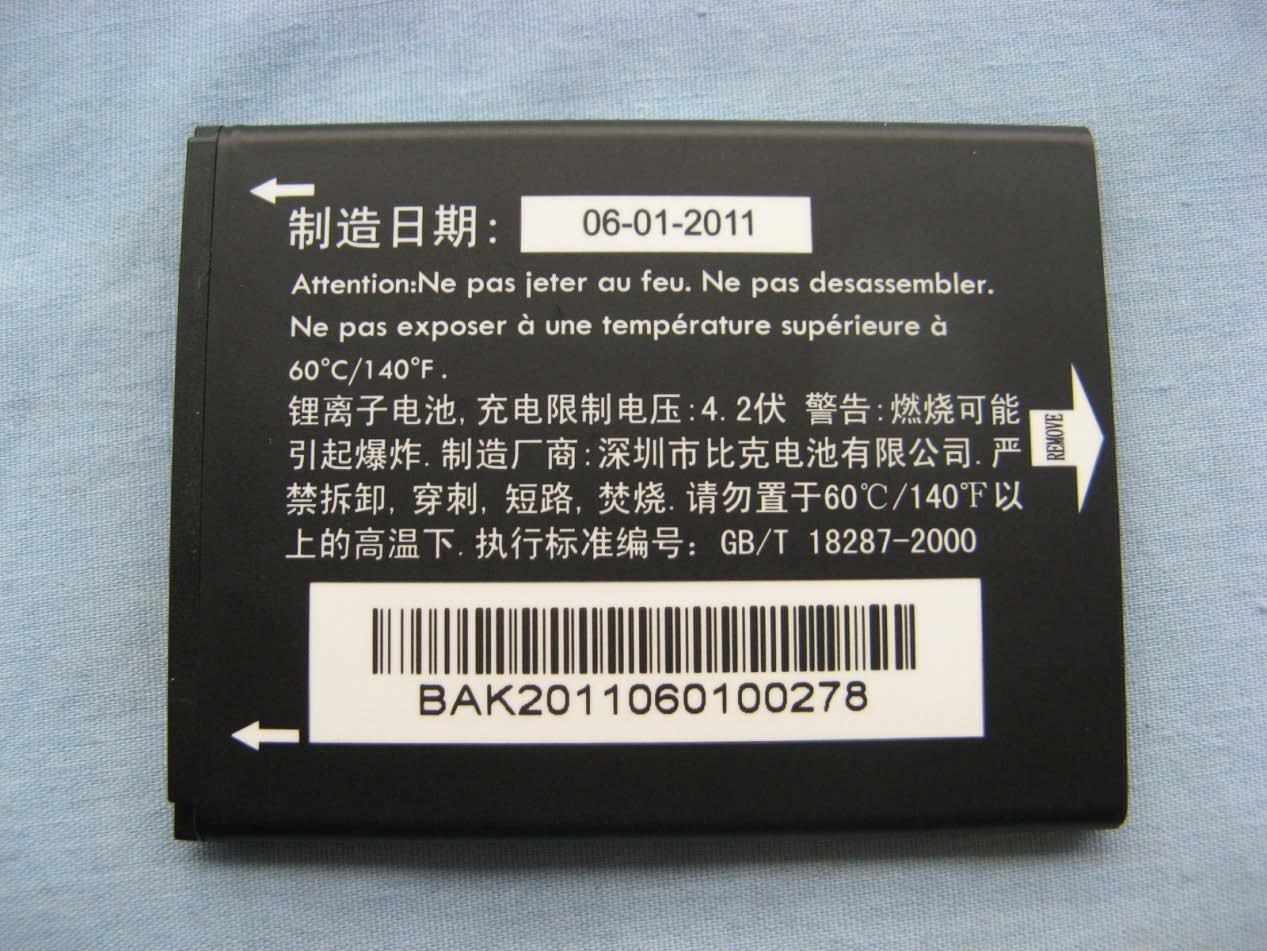 制造日期: 06-01-2011
Attention:Ne pas jeter au feu. Ne pas desassembler.
Ne pas exposer à une température supérieure à
60°C/140°F.
锂离子电池,充电限制电压:4.2伏 警告:燃烧可能
引起爆炸.制造厂商:深圳市比克电池有限公司.严
禁拆卸, 穿刺, 短路, 焚烧.请勿置于60℃/140℉以
上的高温下.执行标准编号: GB/T 18287-2000
REMOVE
BAK2011060100278